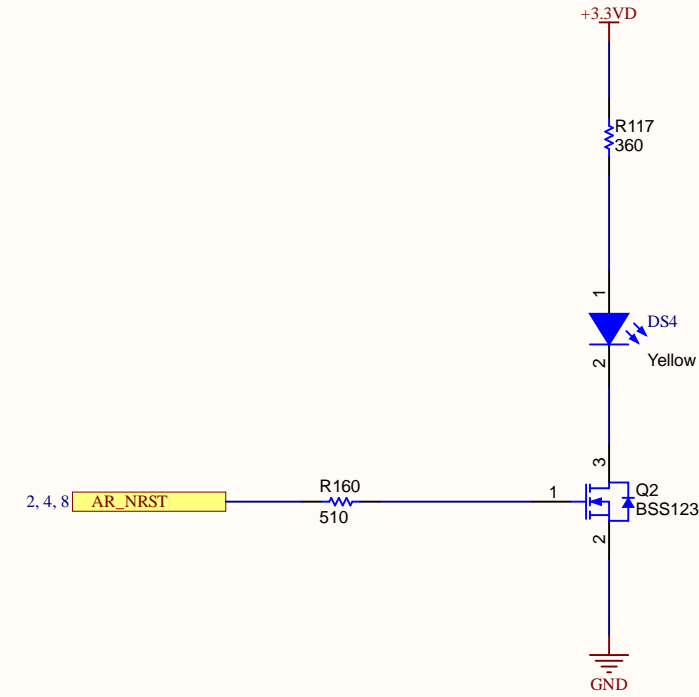 +3.3VD
R117
360
1
DS4
2
Yellow
3
R160
1
Q2
2, 4, 8 AR_NRST
BSS123
510
2
GND